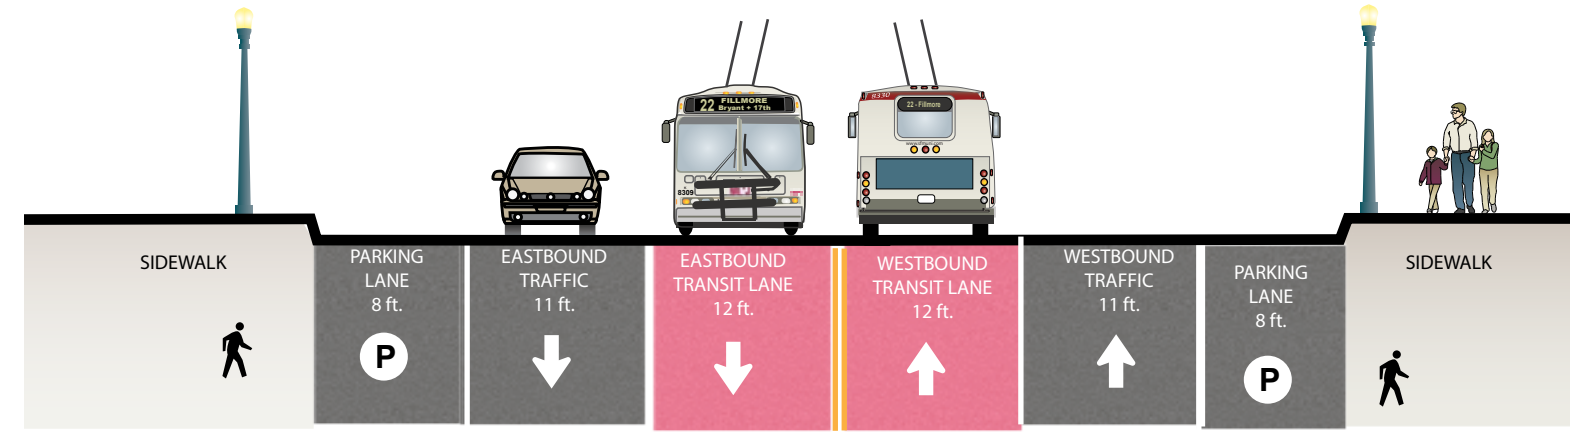 22 FILLMORE
Bryant + 17th
8309
8330
22 - Fillmore
SIDEWALK
PARKING
LANE
8 ft.
P
EASTBOUND
TRAFFIC
11 ft.
EASTBOUND
TRANSIT LANE
12 ft.
WESTBOUND
TRANSIT LANE
12 ft.
WESTBOUND
TRAFFIC
11 ft.
PARKING
LANE
8 ft.
P
SIDEWALK